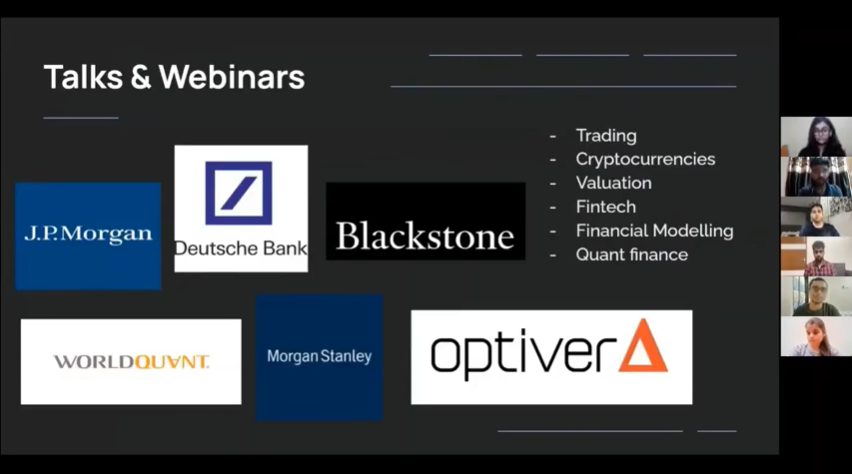 Talks & Webinars
- Trading
- Cryptocurrencies
- Valuation
- Fintech
- Financial Modelling
- Quant finance
J.P.Morgan
Deutsche Bank
Blackstone
WORLDQUANT
Morgan Stanley
optiver